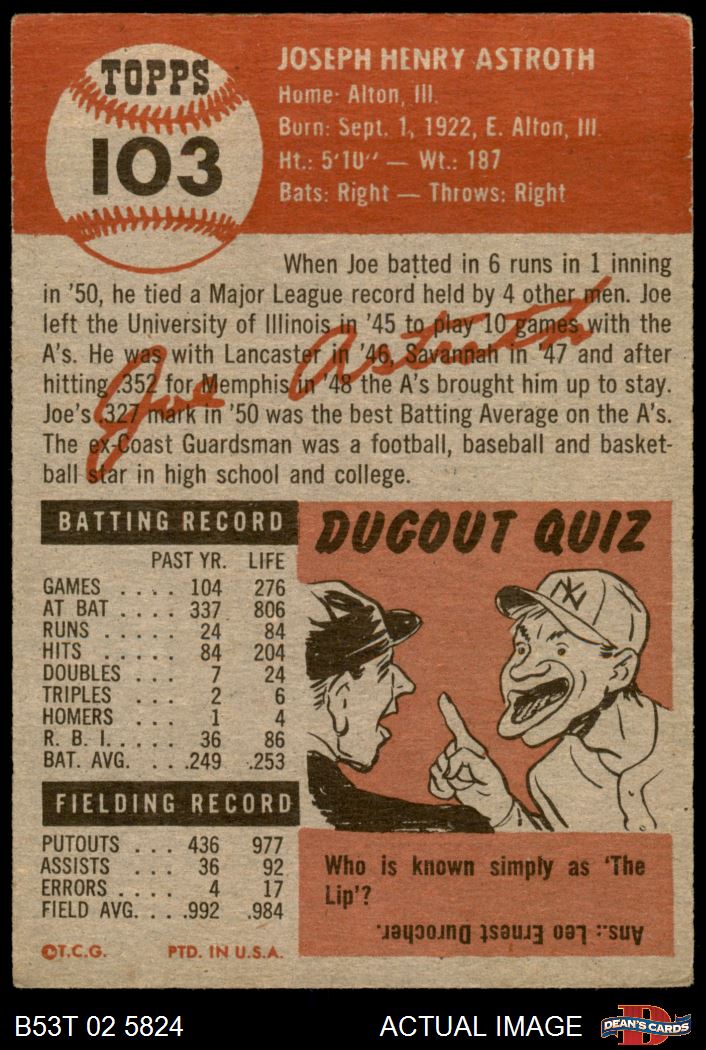 TOPPS
103
JOSEPH HENRY ASTROTH
Home- Alton, Ill.
Born: Sept. 1, 1922, E. Alton, Ill
Ht.: 5'10'' — Wt.: 187
Bats: Right — Throws: Right
When Joe batted in 6 runs in 1 inning
in '50, he tied a Major League record held by 4 other men. Joe
left the University of Illinois in '45 to play 10 games with the
A's. He was with Lancaster in '46, Savannah in '47 and after
hitting .352 for Memphis in '48 the A's brought him up to stay.
Joe's .327 mark in '50 was the best Batting Average on the A's.
The ex-Coast Guardsman was a football, baseball and basket-
ball star in high school and college.
Joe Astroth
BATTING RECORD
PAST YR. LIFE
GAMES . . . . 104 276
AT BAT . . . . 337 806
RUNS . . . . . 24 84
HITS . . . . . 84 204
DOUBLES . . . 7 24
TRIPLES . . . 2 6
HOMERS . . . 1 4
R. B. I. . . . . 36 86
BAT. AVG. . . . .249 .253
FIELDING RECORD
PUTOUTS . . . 436 977
ASSISTS . . . 36 92
ERRORS . . . . 4 17
FIELD AVG. . . .992 .984
©T.C.G. PTD. IN U.S.A.
DUGOUT QUIZ
NY
Who is known simply as 'The
Lip'?
Ans.: Leo Ernest Durocher.
B53T 02 5824
ACTUAL IMAGE
D
DEAN'S CARDS